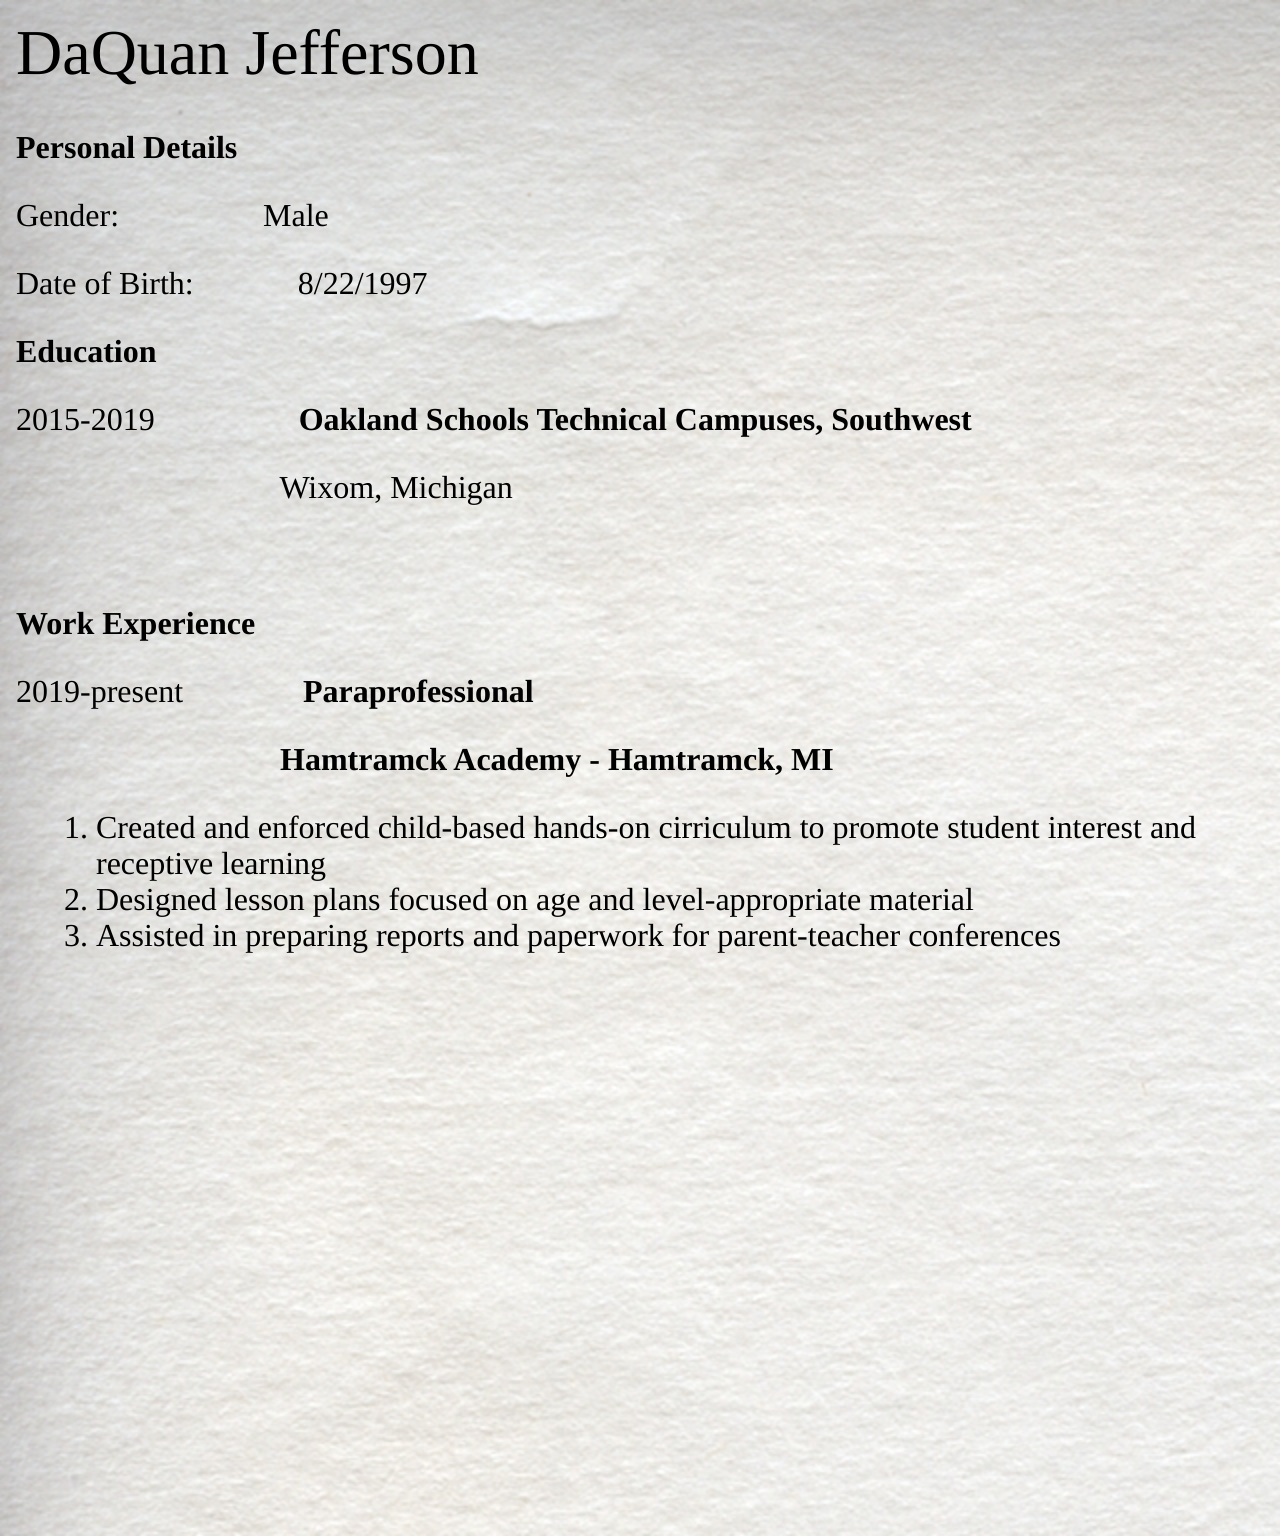 DaQuan Jefferson
Personal Details
Gender: Male
Date of Birth: 8/22/1997
Education
2015-2019 Oakland Schools Technical Campuses, Southwest
Wixom, Michigan
Work Experience
2019-present Paraprofessional
Hamtramck Academy - Hamtramck, MI
1. Created and enforced child-based hands-on cirriculum to promote student interest and
receptive learning
2. Designed lesson plans focused on age and level-appropriate material
3. Assisted in preparing reports and paperwork for parent-teacher conferences